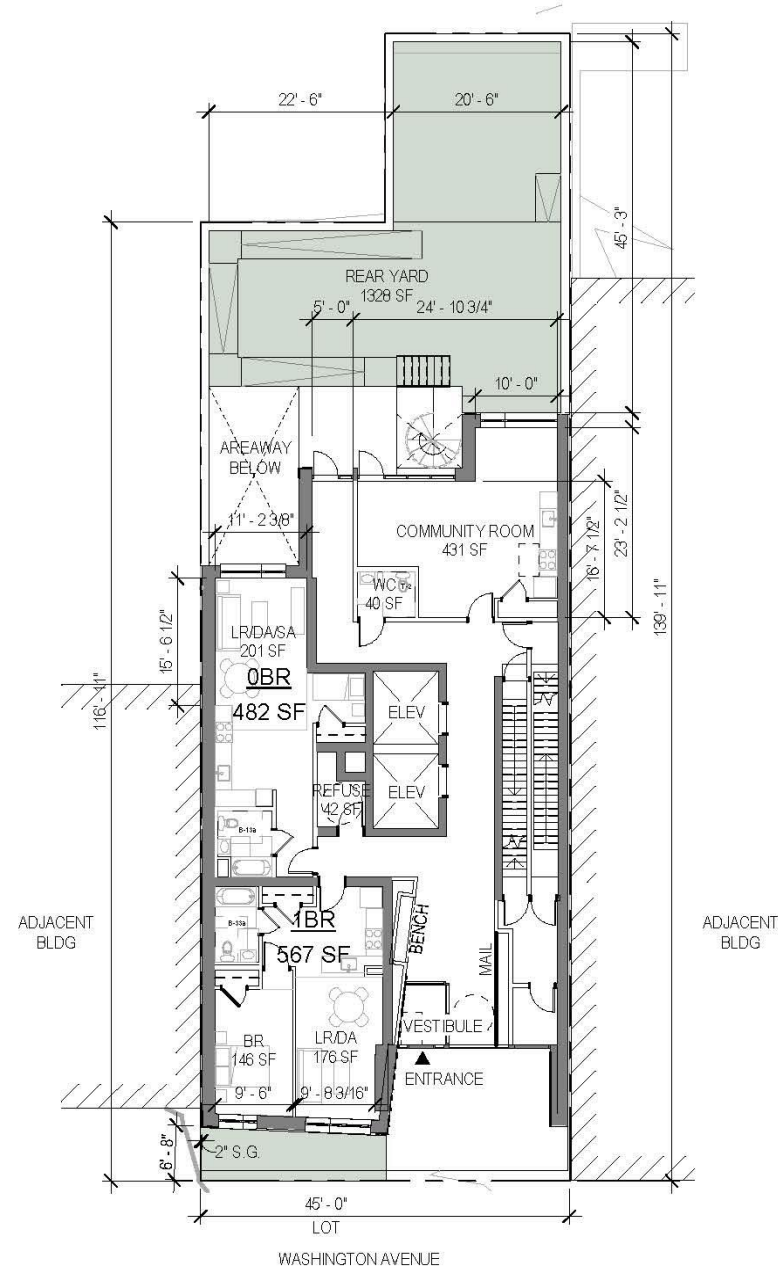 22' - 6"
20' - 6"
45' - 3"
REAR YARD
1328 SF
5' - 0"
24' - 10 3/4"
10' - 0"
AREAWAY
BELOW
11' - 2 3/8"
COMMUNITY ROOM
431 SF
16' - 7 1/2"
23' - 2 1/2"
WC
40 SF
139' - 11"
116' - 11"
15' - 6 1/2"
LR/DA/SA
201 SF
0BR
482 SF
ELEV
ELEV
REFUSE
42 SF
B-13a
B-33a
1BR
567 SF
BENCH
MAIL
ADJACENT
BLDG
ADJACENT
BLDG
VESTIBULE
BR
146 SF
LR/DA
176 SF
ENTRANCE
9' - 6"
9' - 8 3/16"
6' - 8"
2" S.G.
45' - 0"
LOT
WASHINGTON AVENUE